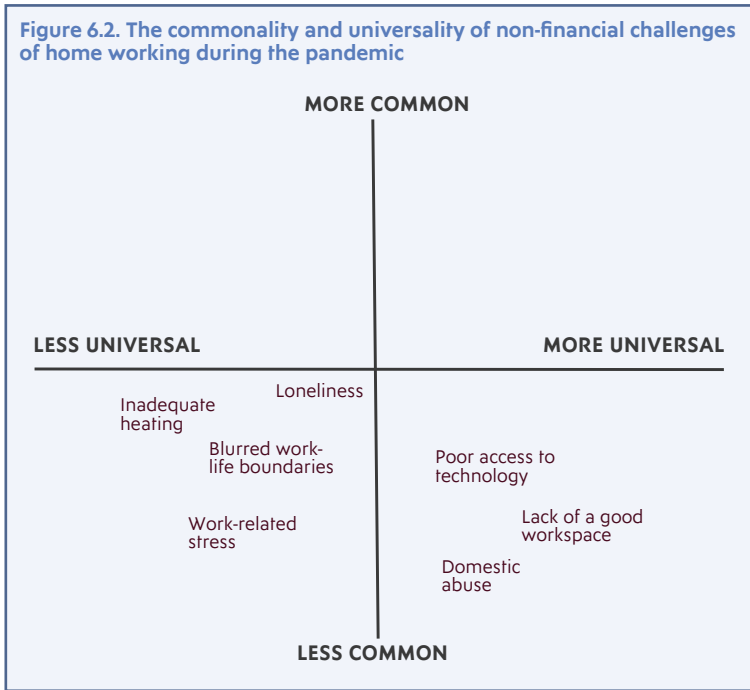 Figure 6.2. The commonality and universality of non-financial challenges
of home working during the pandemic
MORE COMMON
LESS UNIVERSAL
MORE UNIVERSAL
Loneliness
Inadequate
heating
Blurred work-
life boundaries
Poor access to
technology
Work-related
stress
Lack of a good
workspace
Domestic
abuse
LESS COMMON